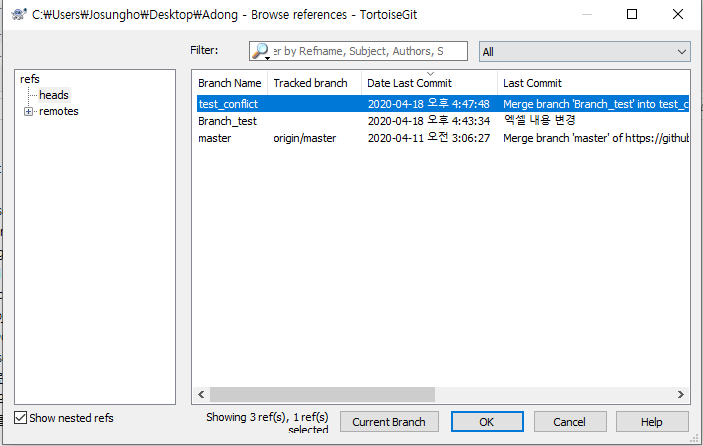 C:₩Users₩Josungho₩Desktop₩Adong - Browse references - TortoiseGit
Filter:
er by Refname, Subject, Authors, S
All
refs
heads
remotes
Branch Name Tracked branch Date Last Commit Last Commit
test_conflict 2020-04-18 오후 4:47:48 Merge branch 'Branch_test' into test_c
Branch_test 2020-04-18 오후 4:43:34 엑셀 내용 변경
master origin/master 2020-04-11 오전 3:06:27 Merge branch 'master' of https://github
Show nested refs
Showing 3 ref(s), 1 ref(s)
selected
Current Branch
OK
Cancel
Help